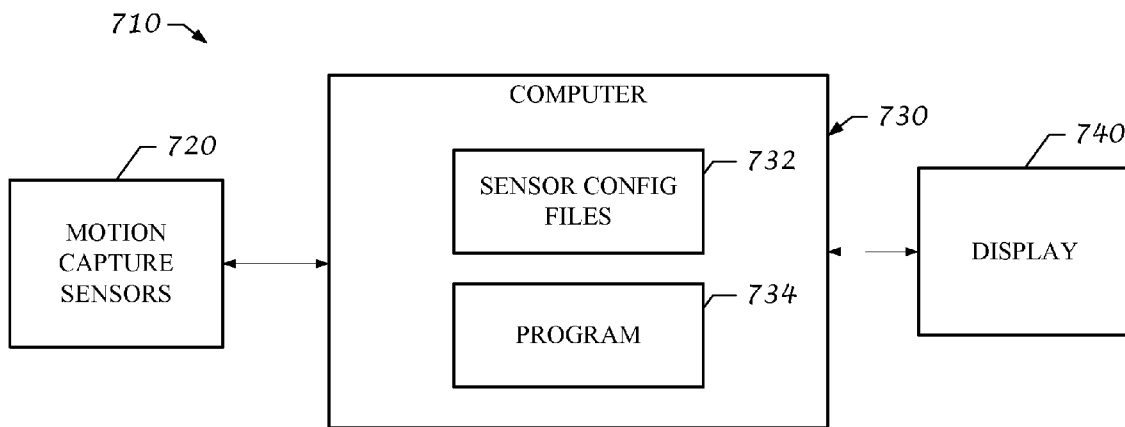 710
COMPUTER
730
720
732
740
SENSOR CONFIG
FILES
MOTION
CAPTURE
SENSORS
DISPLAY
734
PROGRAM